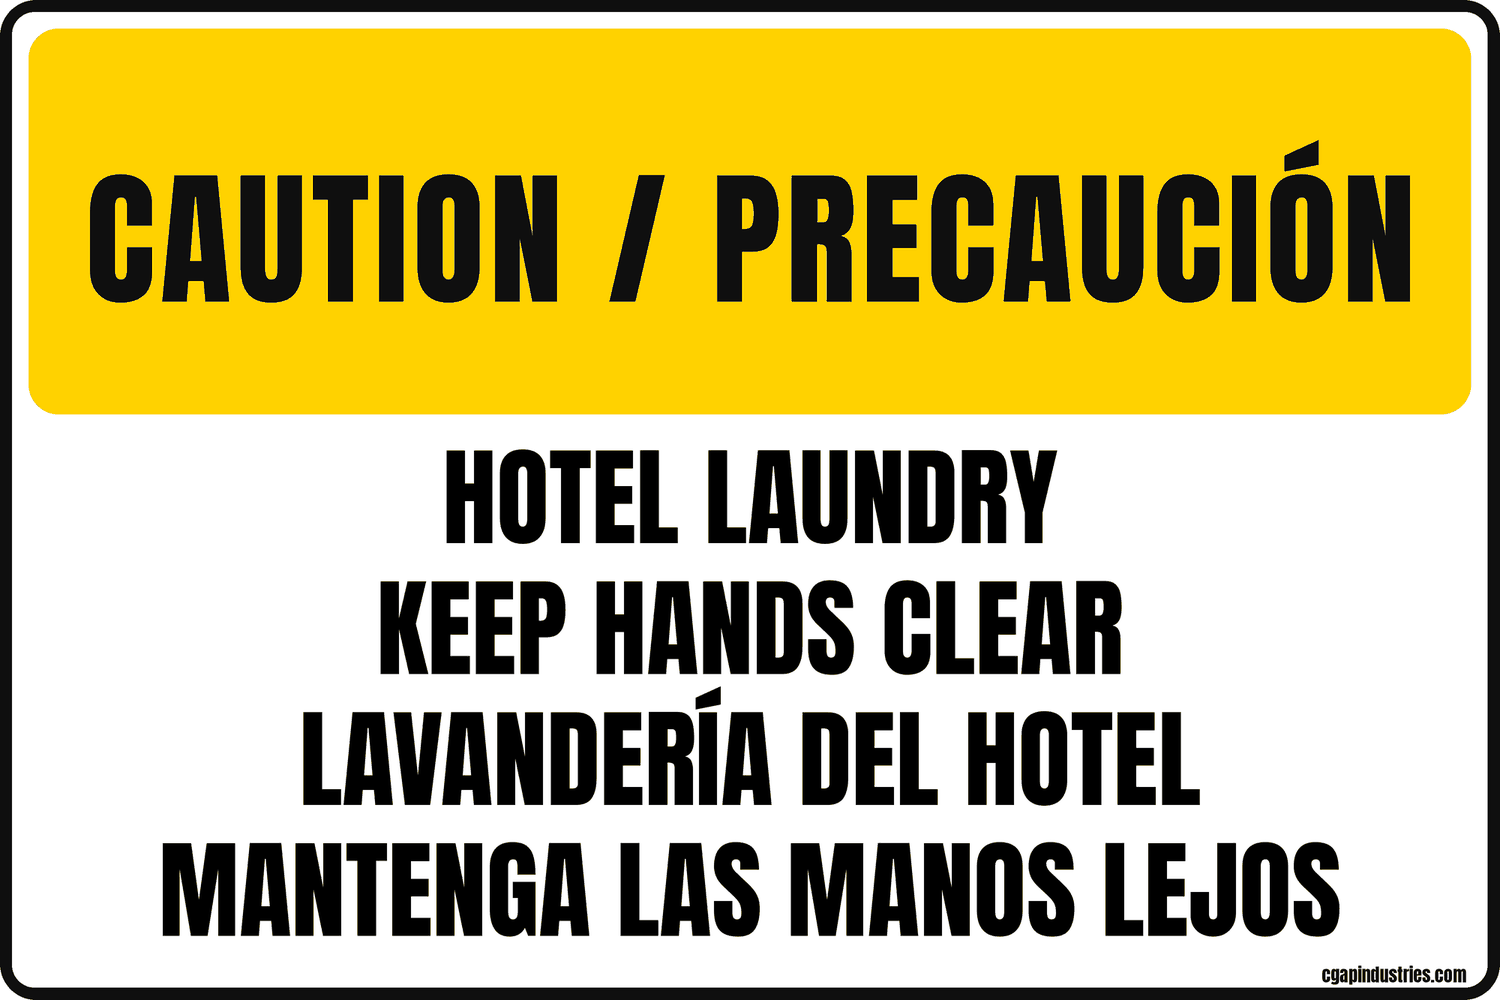 CAUTION / PRECAUCIÓN
HOTEL LAUNDRY
KEEP HANDS CLEAR
LAVANDERÍA DEL HOTEL
MANTENGA LAS MANOS LEJOS
cgapindustries.com